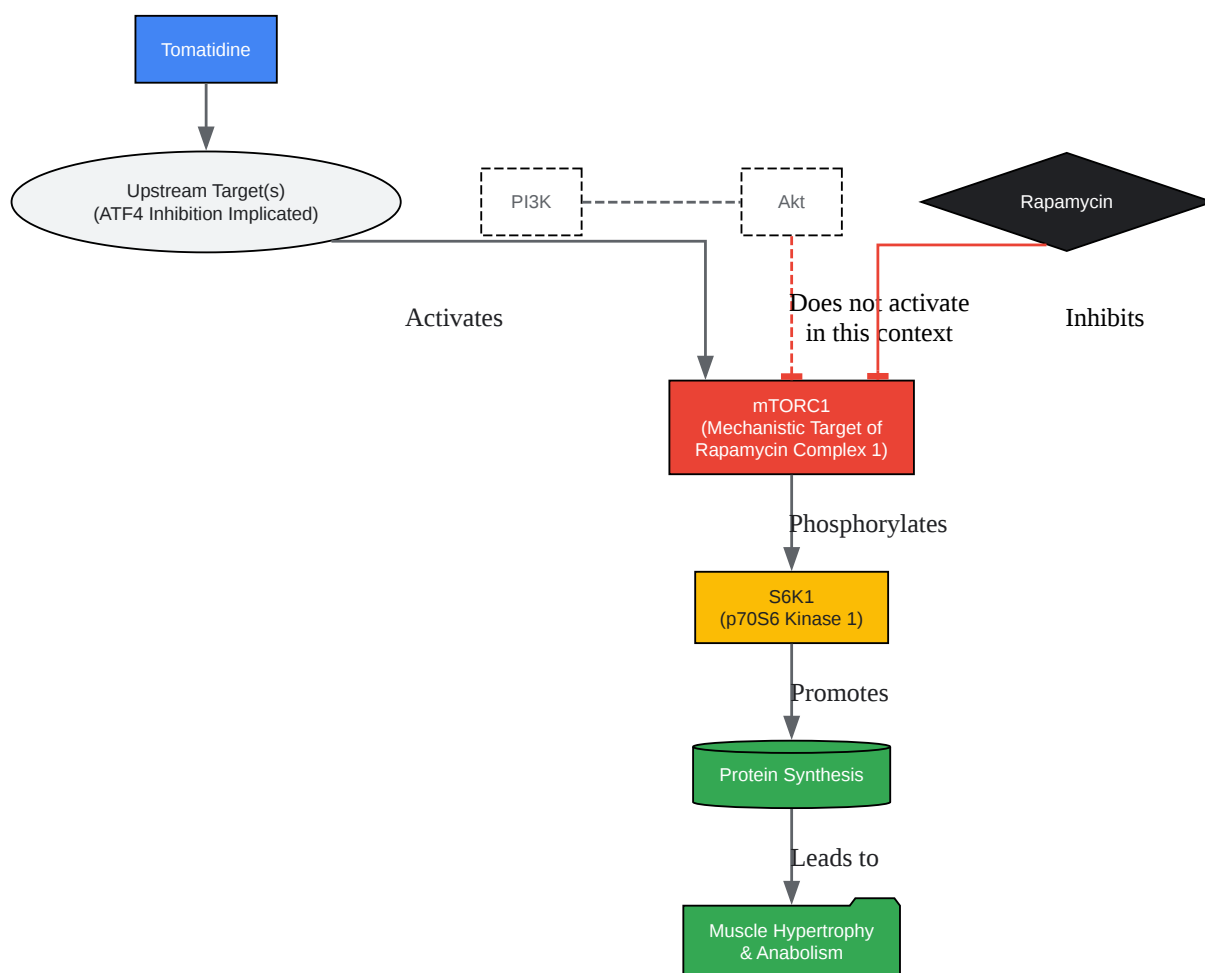 Tomatidine
Upstream Target(s)
(ATF4 Inhibition Implicated)
PI3K
Akt
Rapamycin
Activates
Does not activate
in this context
Inhibits
mTORC1
(Mechanistic Target of
Rapamycin Complex 1)
Phosphorylates
S6K1
(p70S6 Kinase 1)
Promotes
Protein Synthesis
Leads to
Muscle Hypertrophy
& Anabolism